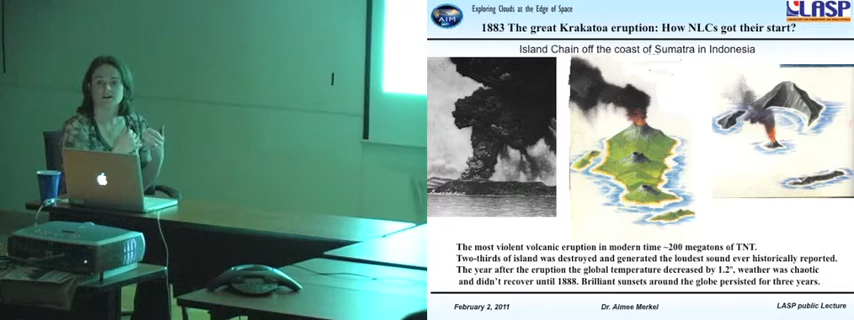 Exploring Clouds at the Edge of Space
AIM
LASP
1883 The great Krakatoa eruption: How NLCs got their start?
Island Chain off the coast of Sumatra in Indonesia
The most violent volcanic eruption in modern time ~200 megatons of TNT.
Two-thirds of island was destroyed and generated the loudest sound ever historically reported.
The year after the eruption the global temperature decreased by 1.2°, weather was chaotic
and didn't recover until 1888. Brilliant sunsets around the globe persisted for three years.
February 2, 2011
Dr. Aimee Merkel
LASP public Lecture